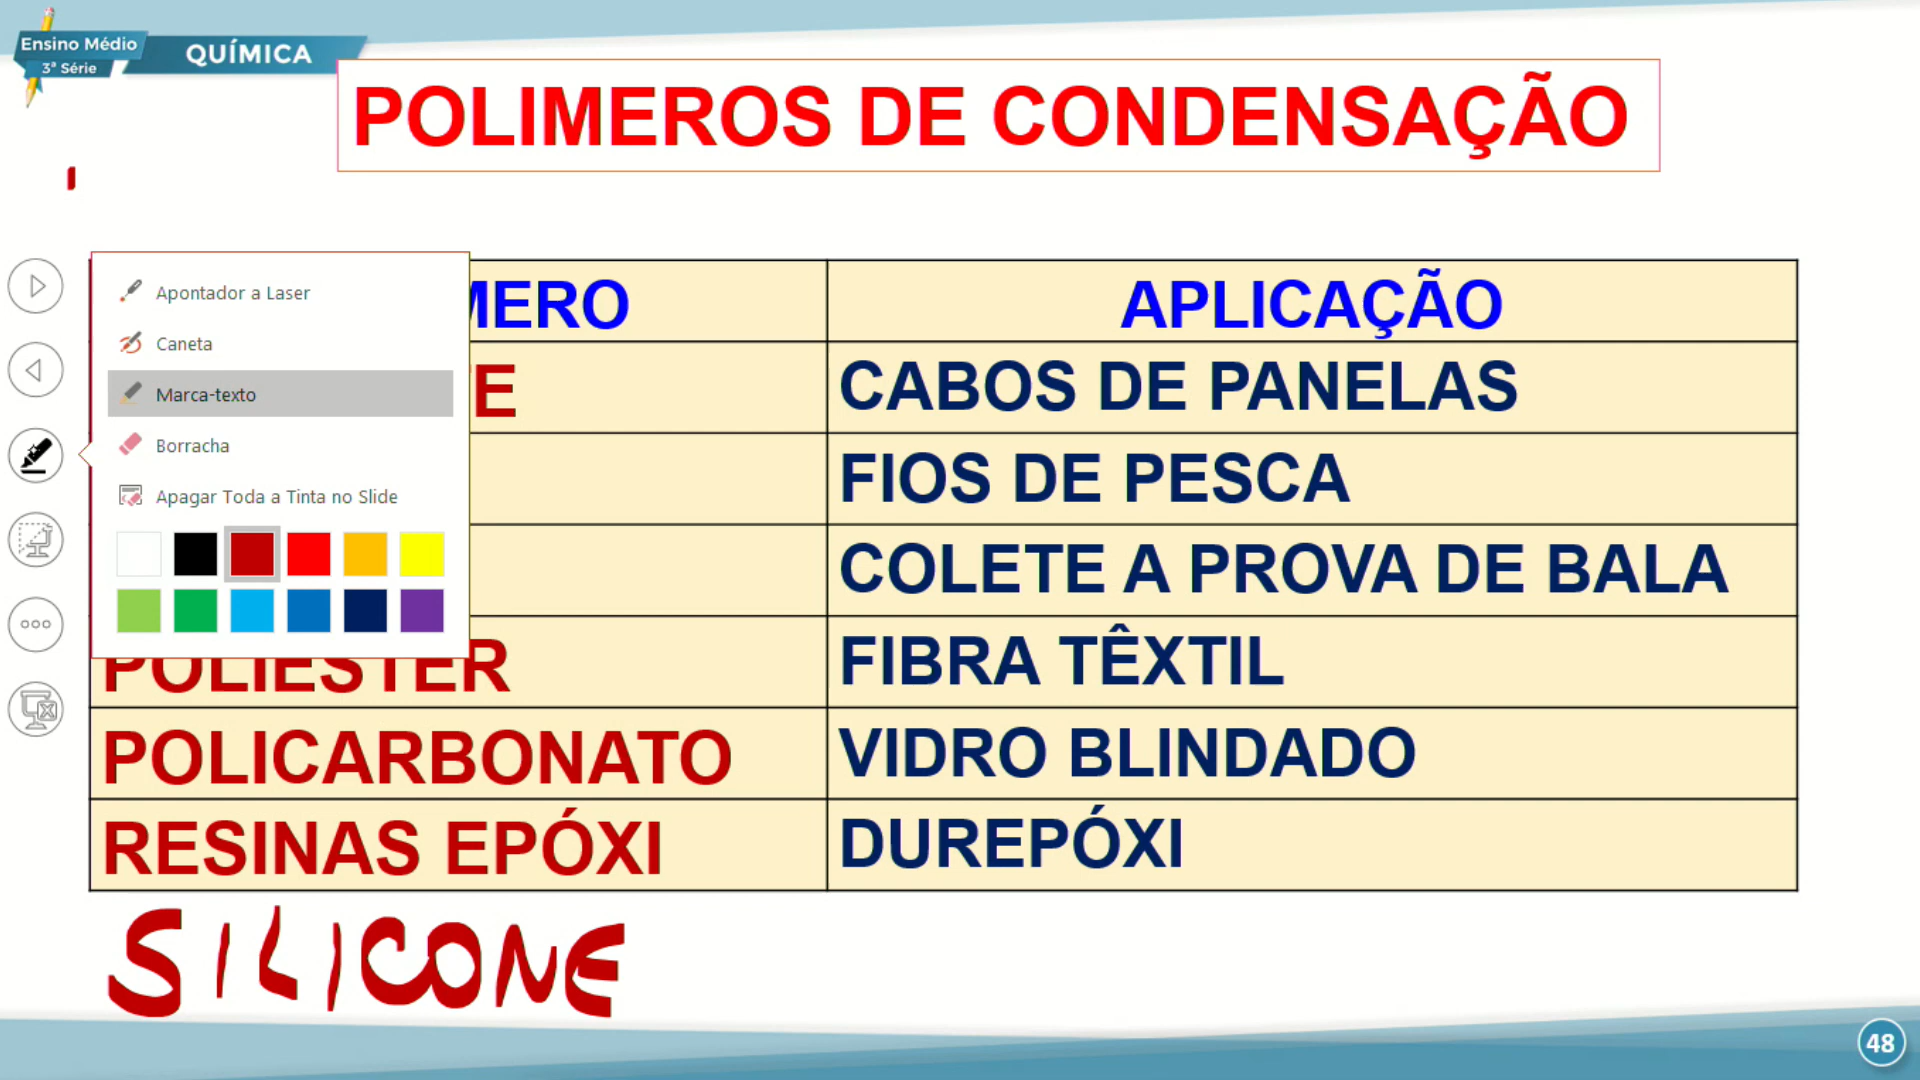 Ensino Médio
3ª Série
QUÍMICA
POLIMEROS DE CONDENSAÇÃO
Apontador a Laser
Caneta
Marca-texto
Borracha
Apagar Toda a Tinta no Slide
MERO APLICAÇÃO
E CABOS DE PANELAS
FIOS DE PESCA
COLETE A PROVA DE BALA
POLIESTER FIBRA TÊXTIL
POLICARBONATO VIDRO BLINDADO
RESINAS EPÓXI DUREPÓXI
SILICONE
48